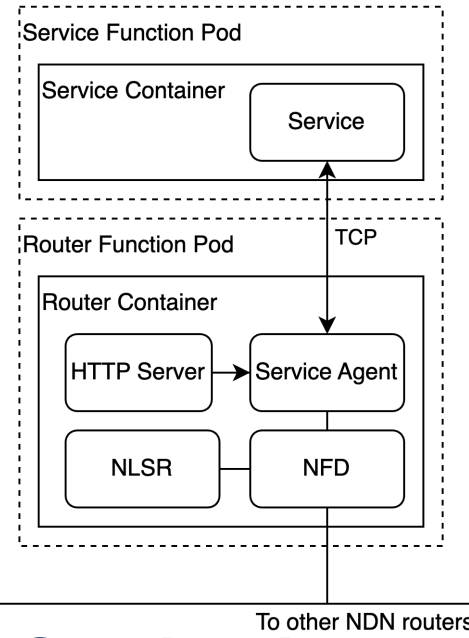 Service Function Pod
Service Container
Service
TCP
Router Function Pod
Router Container
HTTP Server
Service Agent
NLSR
NFD
To other NDN routers